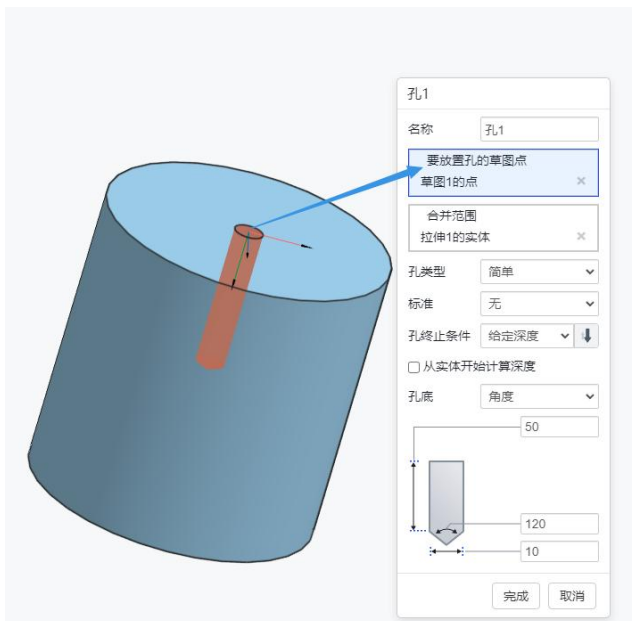 孔1
名称 孔1
要放置孔的草图点
草图1的点 ×
合并范围
拉伸1的实体 ×
孔类型 简单
标准 无
孔终止条件 给定深度
从实体开始计算深度
孔底 角度
50
120
10
完成 取消